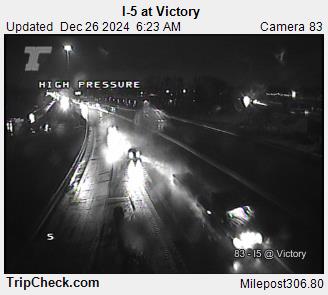 I-5 at Victory
Updated Dec 26 2024 6:23 AM Camera 83
T
HIGH PRESSURE
S
83 - I5 @ Victory
TripCheck.com Milepost306.80